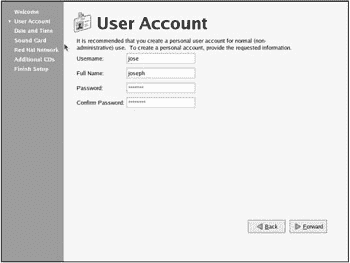 Welcome
User Account
Date and Time
Sound Card
Red Hat Network
Additional CDs
Finish Setup
User Account
It is recommended that you create a personal user account for normal (non-
administrative) use. To create a personal account, provide the requested information.
Username: jose
Full Name: joseph
Password: *******
Confirm Password: ********
Back
Forward